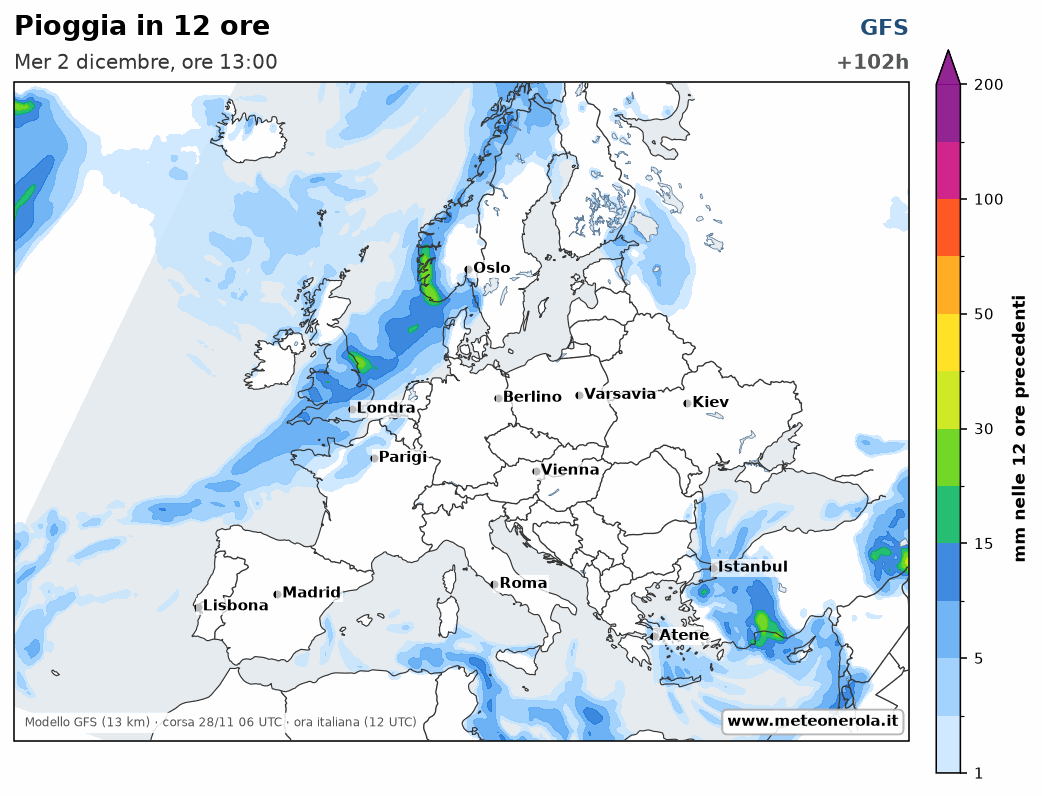 Pioggia in 12 ore
GFS
Mer 2 dicembre, ore 13:00
+102h
200
100
50
30
15
5
1
mm nelle 12 ore precedenti
Oslo
Londra
Berlino
Varsavia
Kiev
Parigi
Vienna
Istanbul
Roma
Madrid
Lisbona
Atene
Modello GFS (13 km) · corsa 28/11 06 UTC · ora italiana (12 UTC)
www.meteonerola.it